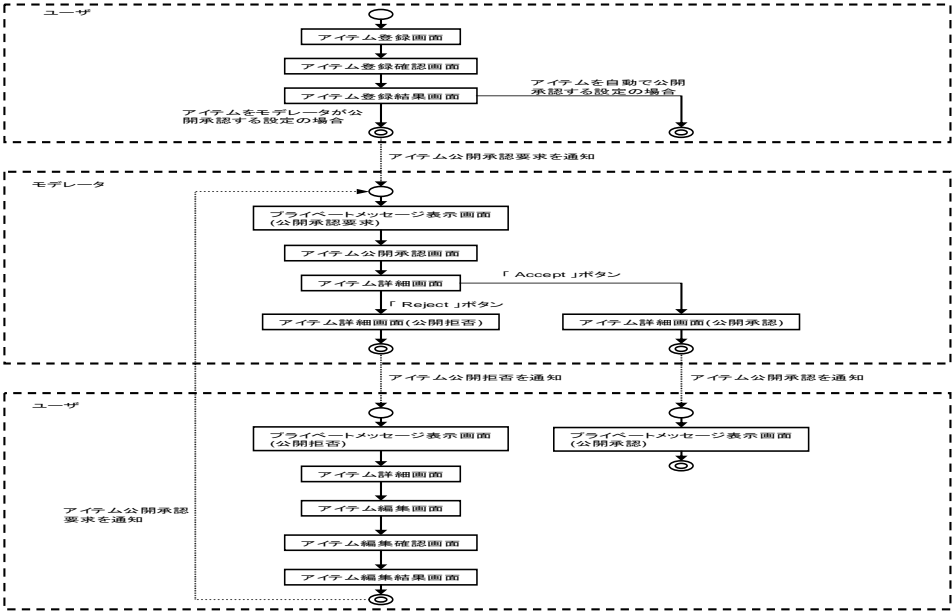 ユーザ
アイテム登録画面
アイテム登録確認画面
アイテムを自動で公開
承認する設定の場合
アイテム登録結果画面
アイテムをモデレータが公
開承認する設定の場合
アイテム公開承認要求を通知
モデレータ
プライベートメッセージ表示画面
(公開承認要求)
アイテム公開承認画面
「 Accept 」ボタン
アイテム詳細画面
「 Reject 」ボタン
アイテム詳細画面(公開拒否)
アイテム詳細画面(公開承認)
アイテム公開拒否を通知
アイテム公開承認を通知
ユーザ
プライベートメッセージ表示画面
(公開拒否)
プライベートメッセージ表示画面
(公開承認)
アイテム詳細画面
アイテム編集画面
アイテム公開承認
要求を通知
アイテム編集確認画面
アイテム編集結果画面